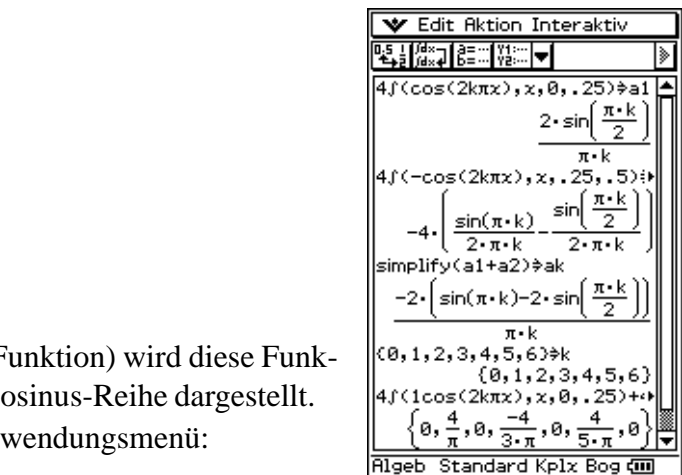 Edit Aktion Interaktiv
4∫(cos(2kπx),x,0,.25)⇒a1
2·sin(π·k/2)/(π·k)
4∫(-cos(2kπx),x,.25,.5)
-4·(sin(π·k)/(2·π·k)-sin(π·k/2)/(2·π·k))
simplify(a1+a2)⇒ak
-2·(sin(π·k)-2·sin(π·k/2))/(π·k)
{0,1,2,3,4,5,6}⇒k
{0,1,2,3,4,5,6}
4∫(1cos(2kπx),x,0,.25)+
{0,4/π,0,-4/(3·π),0,4/(5·π),0}
Algeb Standard Kplx Bog
Funktion) wird diese Funk-
osinus-Reihe dargestellt.
wendungsmenü: